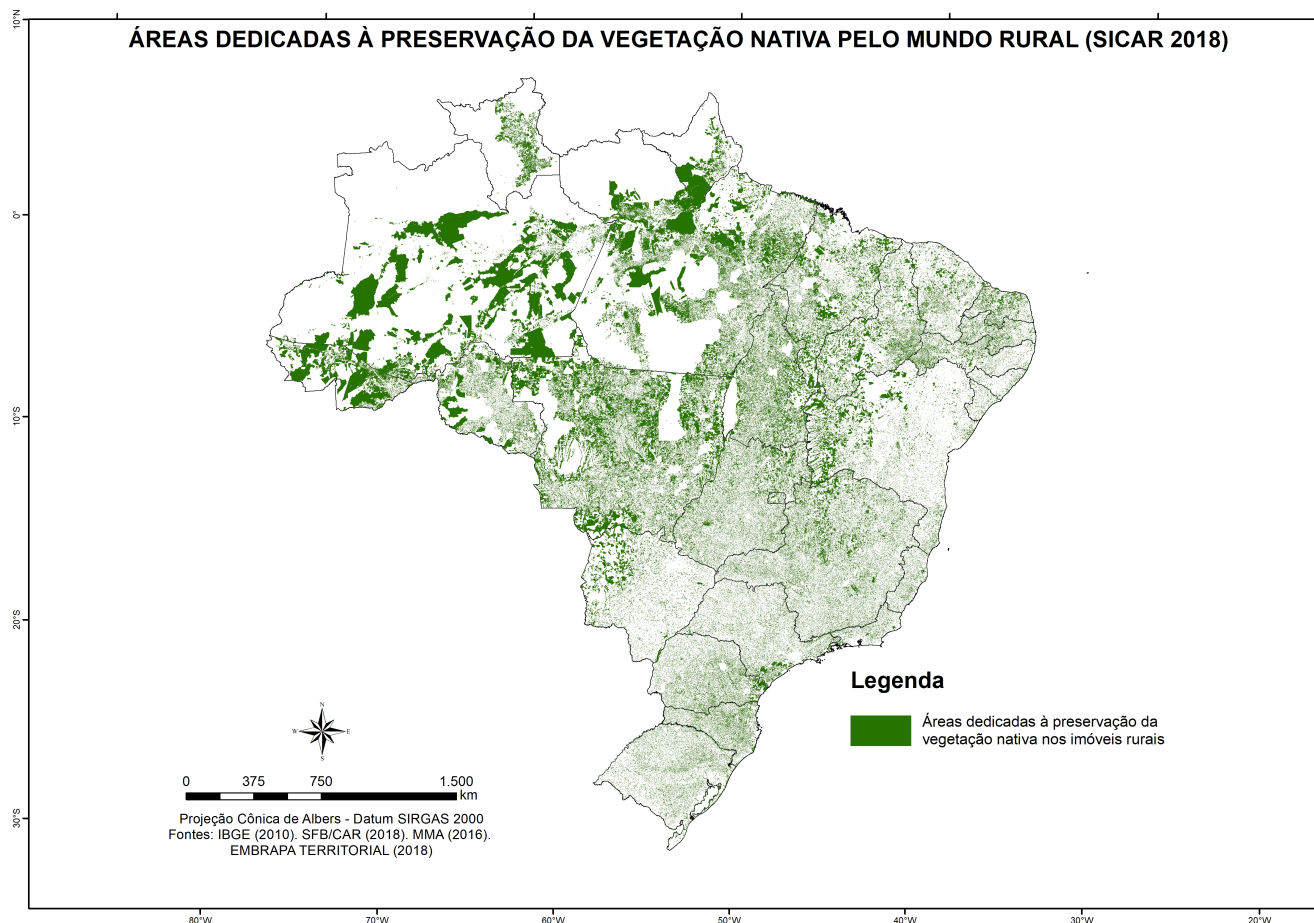 ÁREAS DEDICADAS À PRESERVAÇÃO DA VEGETAÇÃO NATIVA PELO MUNDO RURAL (SICAR 2018)
10°N
0°
10°S
20°S
30°S
Legenda
Áreas dedicadas à preservação da
vegetação nativa nos imóveis rurais
N
W E
S
0 375 750 1.500
km
Projeção Cônica de Albers - Datum SIRGAS 2000
Fontes: IBGE (2010). SFB/CAR (2018). MMA (2016).
EMBRAPA TERRITORIAL (2018)
80°W 70°W 60°W 50°W 40°W 30°W 20°W